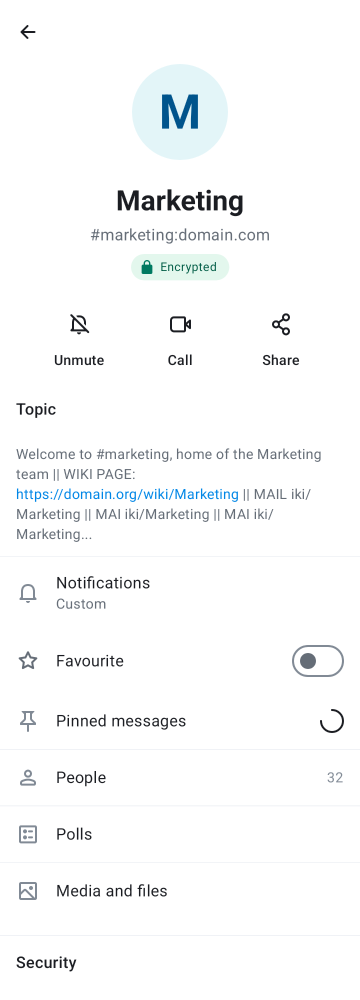 M
Marketing
#marketing:domain.com
Encrypted
Unmute
Call
Share
Topic
Welcome to #marketing, home of the Marketing
team || WIKI PAGE:
https://domain.org/wiki/Marketing || MAIL iki/
Marketing || MAI iki/Marketing || MAI iki/
Marketing...
Notifications
Custom
Favourite
Pinned messages
People 32
Polls
Media and files
Security